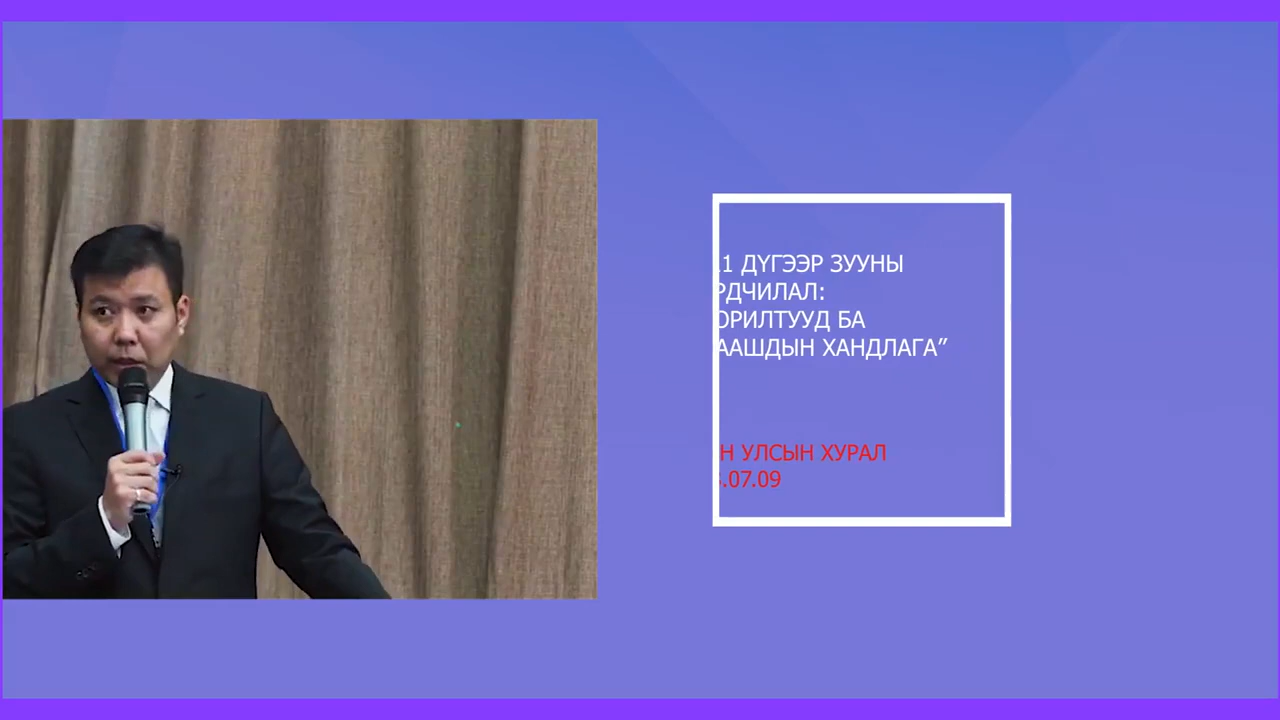 1 ДҮГЭЭР ЗУУНЫ
РДЧИЛАЛ:
ОРИЛТУУД БА
ААШДЫН ХАНДЛАГА”
Н УЛСЫН ХУРАЛ
.07.09